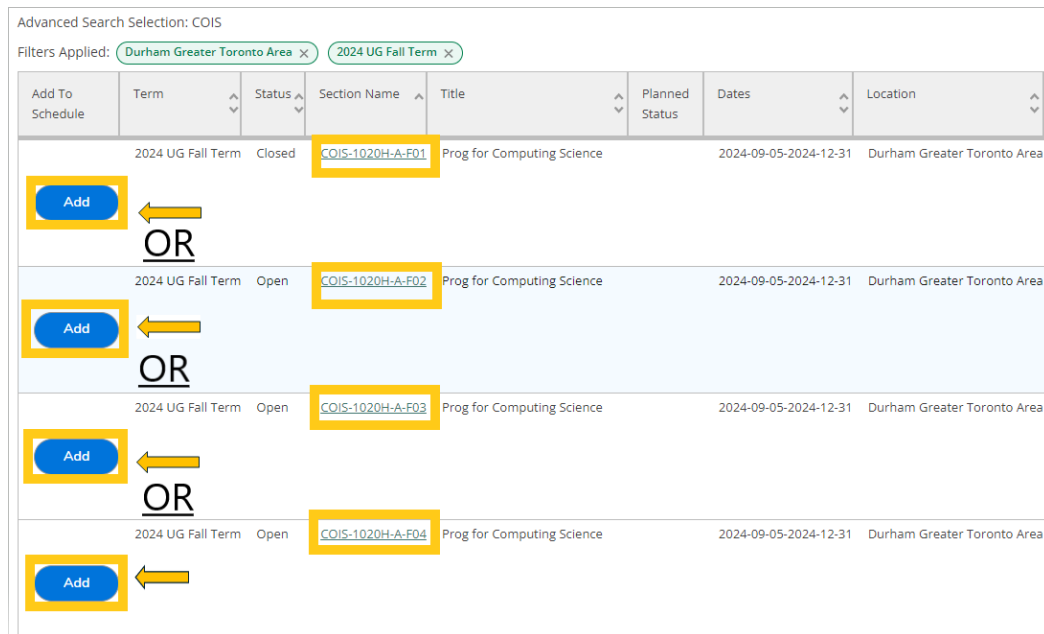 Advanced Search Selection: COIS
Filters Applied: Durham Greater Toronto Area × 2024 UG Fall Term ×
Add To Schedule Term Status Section Name Title Planned Status Dates Location
2024 UG Fall Term Closed COIS-1020H-A-F01 Prog for Computing Science 2024-09-05-2024-12-31 Durham Greater Toronto Area
Add
OR
2024 UG Fall Term Open COIS-1020H-A-F02 Prog for Computing Science 2024-09-05-2024-12-31 Durham Greater Toronto Area
Add
OR
2024 UG Fall Term Open COIS-1020H-A-F03 Prog for Computing Science 2024-09-05-2024-12-31 Durham Greater Toronto Area
Add
OR
2024 UG Fall Term Open COIS-1020H-A-F04 Prog for Computing Science 2024-09-05-2024-12-31 Durham Greater Toronto Area
Add